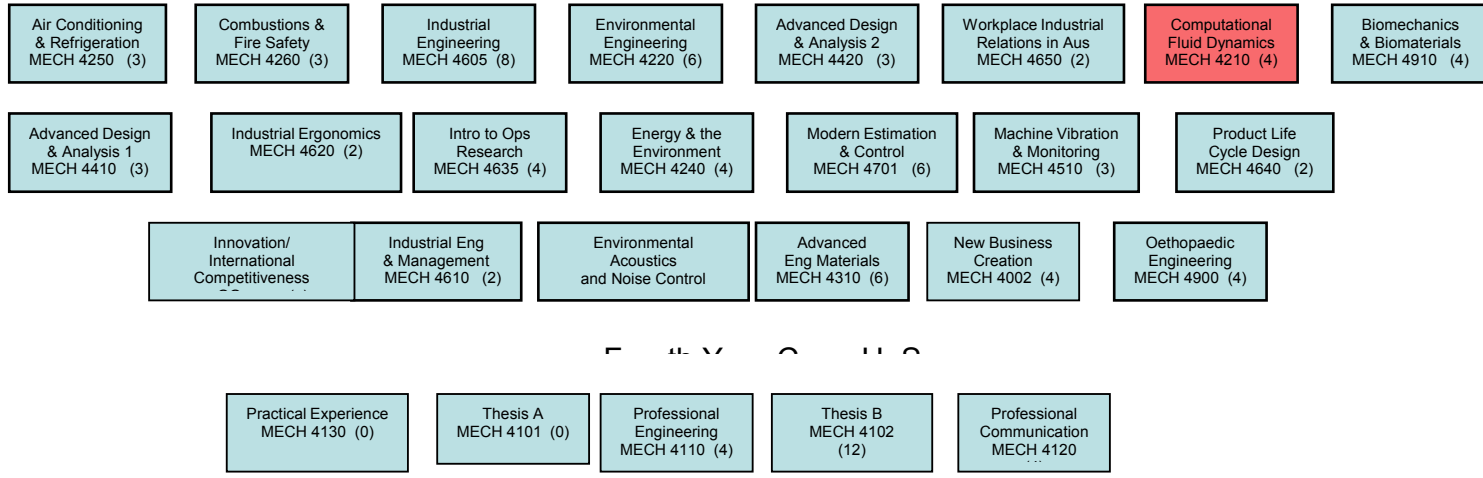 Air Conditioning
& Refrigeration
MECH 4250 (3)
Combustions &
Fire Safety
MECH 4260 (3)
Industrial
Engineering
MECH 4605 (8)
Environmental
Engineering
MECH 4220 (6)
Advanced Design
& Analysis 2
MECH 4420 (3)
Workplace Industrial
Relations in Aus
MECH 4650 (2)
Computational
Fluid Dynamics
MECH 4210 (4)
Biomechanics
& Biomaterials
MECH 4910 (4)
Advanced Design
& Analysis 1
MECH 4410 (3)
Industrial Ergonomics
MECH 4620 (2)
Intro to Ops
Research
MECH 4635 (4)
Energy & the
Environment
MECH 4240 (4)
Modern Estimation
& Control
MECH 4701 (6)
Machine Vibration
& Monitoring
MECH 4510 (3)
Product Life
Cycle Design
MECH 4640 (2)
Innovation/
International
Competitiveness
Industrial Eng
& Management
MECH 4610 (2)
Environmental
Acoustics
and Noise Control
Advanced
Eng Materials
MECH 4310 (6)
New Business
Creation
MECH 4002 (4)
Oethopaedic
Engineering
MECH 4900 (4)
Practical Experience
MECH 4130 (0)
Thesis A
MECH 4101 (0)
Professional
Engineering
MECH 4110 (4)
Thesis B
MECH 4102
(12)
Professional
Communication
MECH 4120